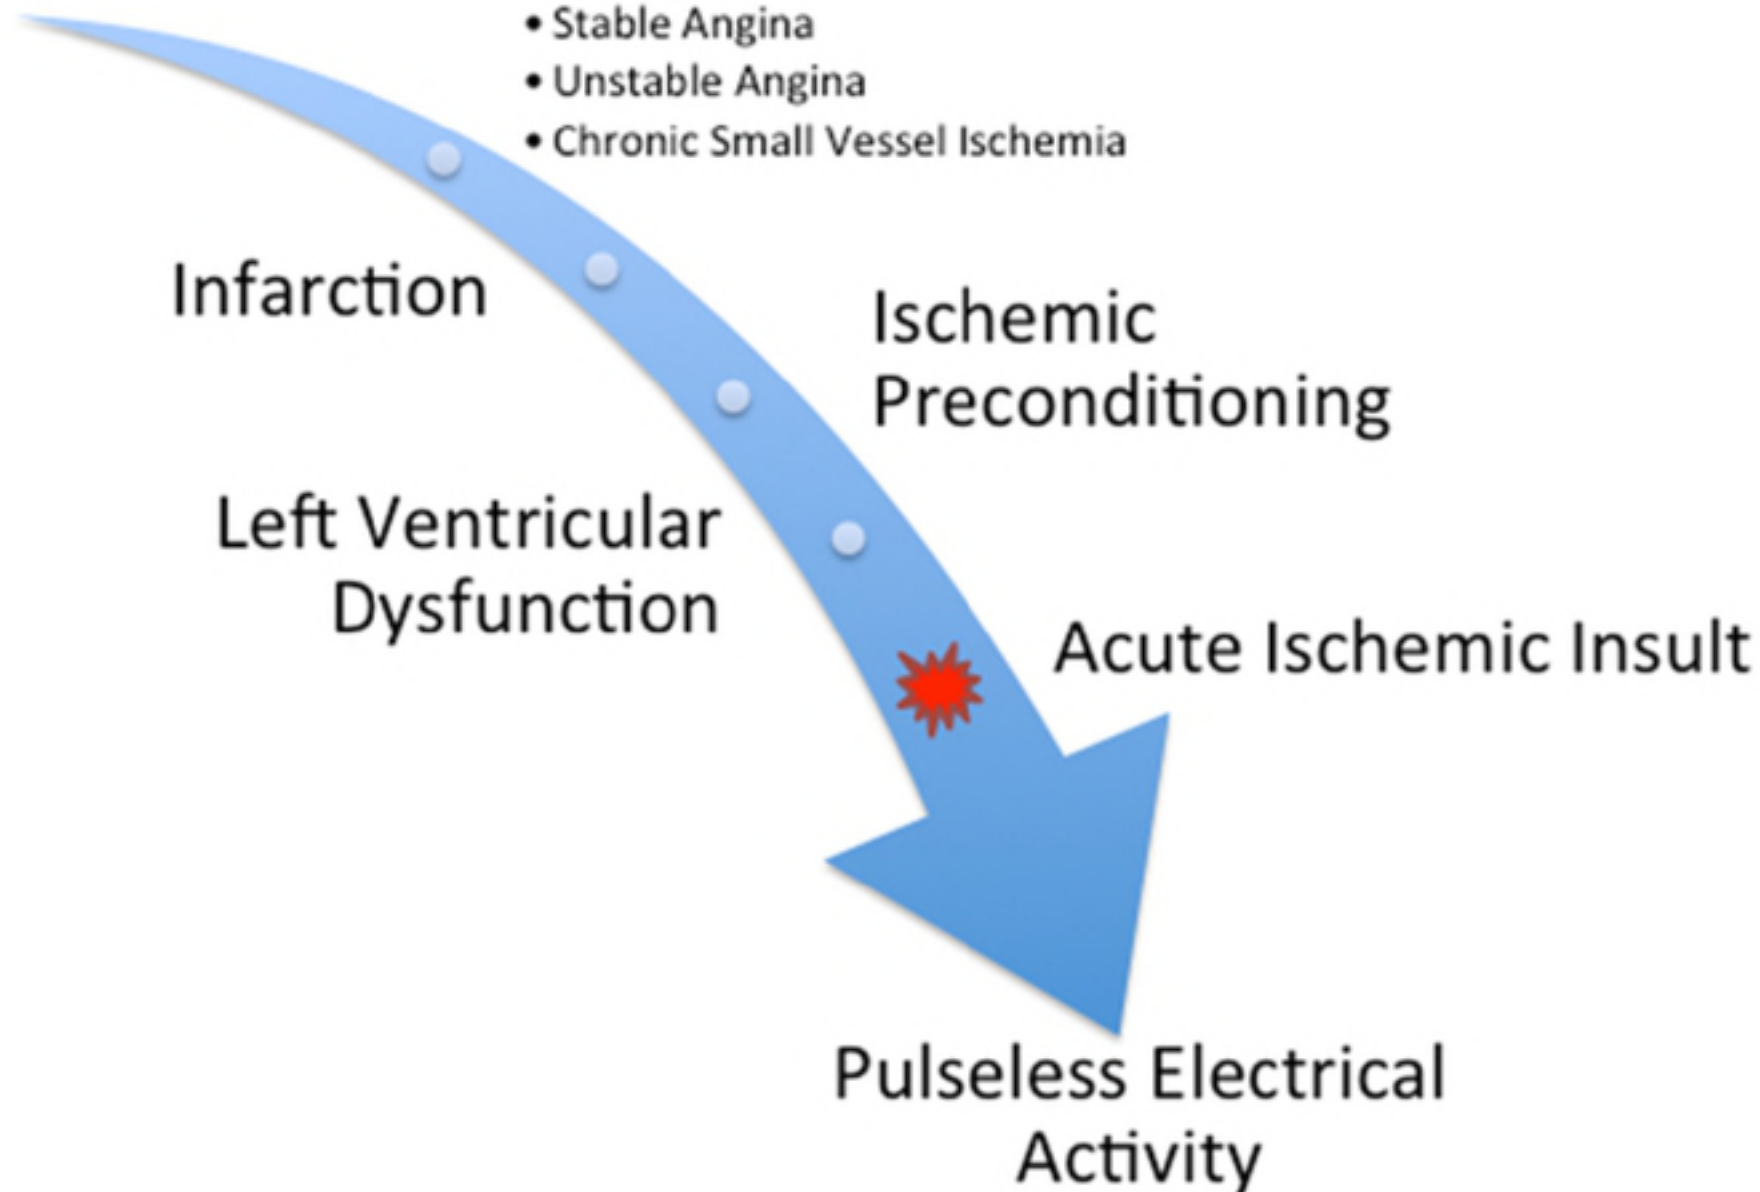 • Stable Angina
• Unstable Angina
• Chronic Small Vessel Ischemia
Infarction
Ischemic
Preconditioning
Left Ventricular
Dysfunction
Acute Ischemic Insult
Pulseless Electrical
Activity